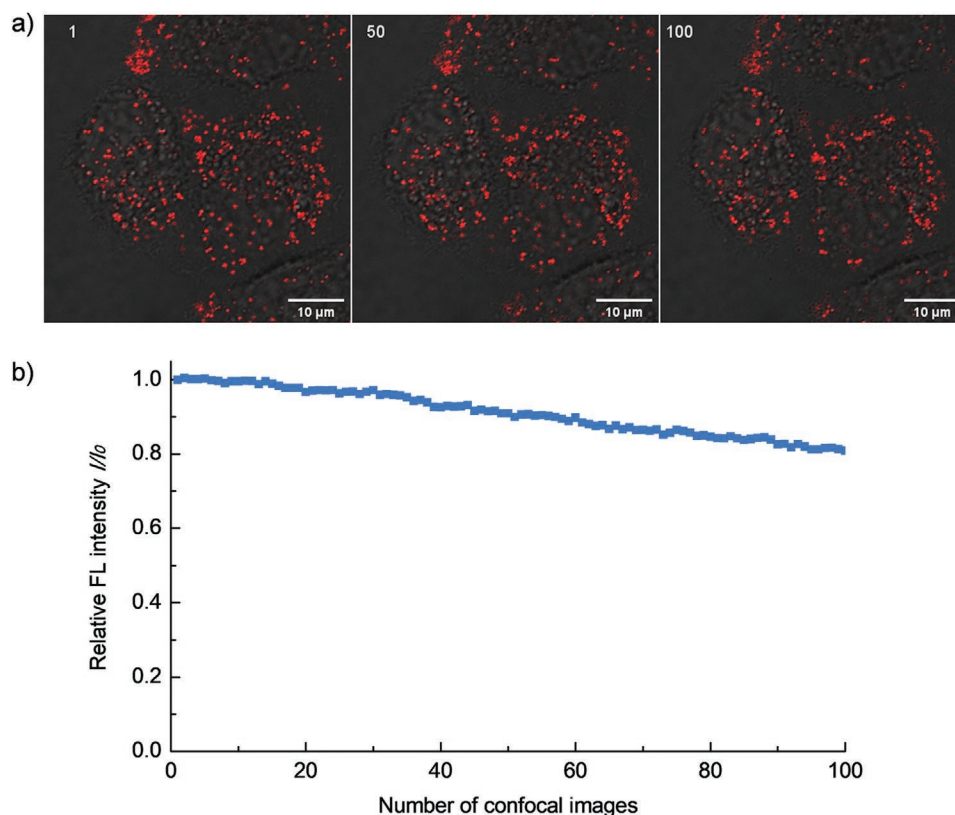 a)
1
50
100
10 µm
10 µm
10 µm
b)
Relative FL intensity I/I₀
1.0
0.8
0.6
0.4
0.2
0.0
0
20
40
60
80
100
Number of confocal images